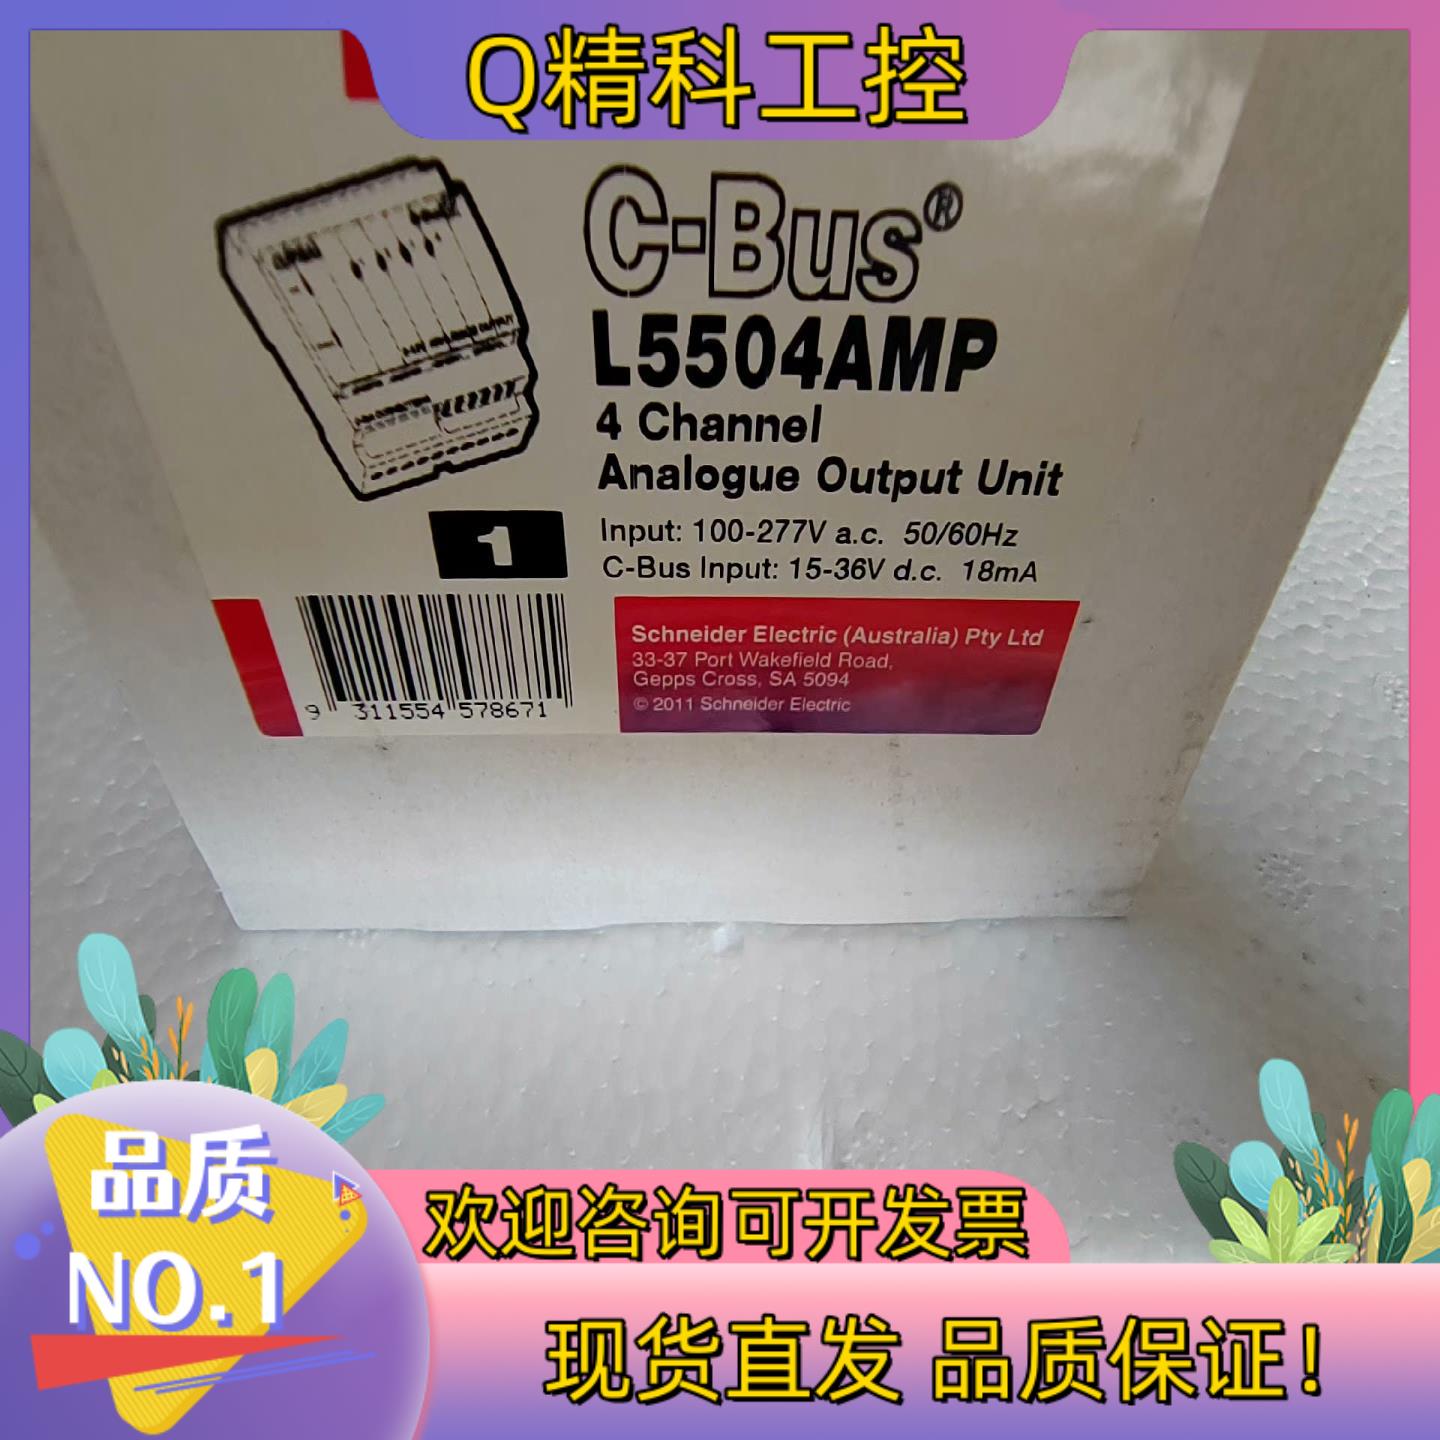 Q精科工控
C-Bus®
L5504AMP
4 Channel
Analogue Output Unit
1
Input: 100-277V a.c. 50/60Hz
C-Bus Input: 15-36V d.c. 18mA
Schneider Electric (Australia) Pty Ltd
33-37 Port Wakefield Road,
Gepps Cross, SA 5094
© 2011 Schneider Electric
9 311554 578671
品质
NO.1
欢迎咨询可开发票
现货直发 品质保证!